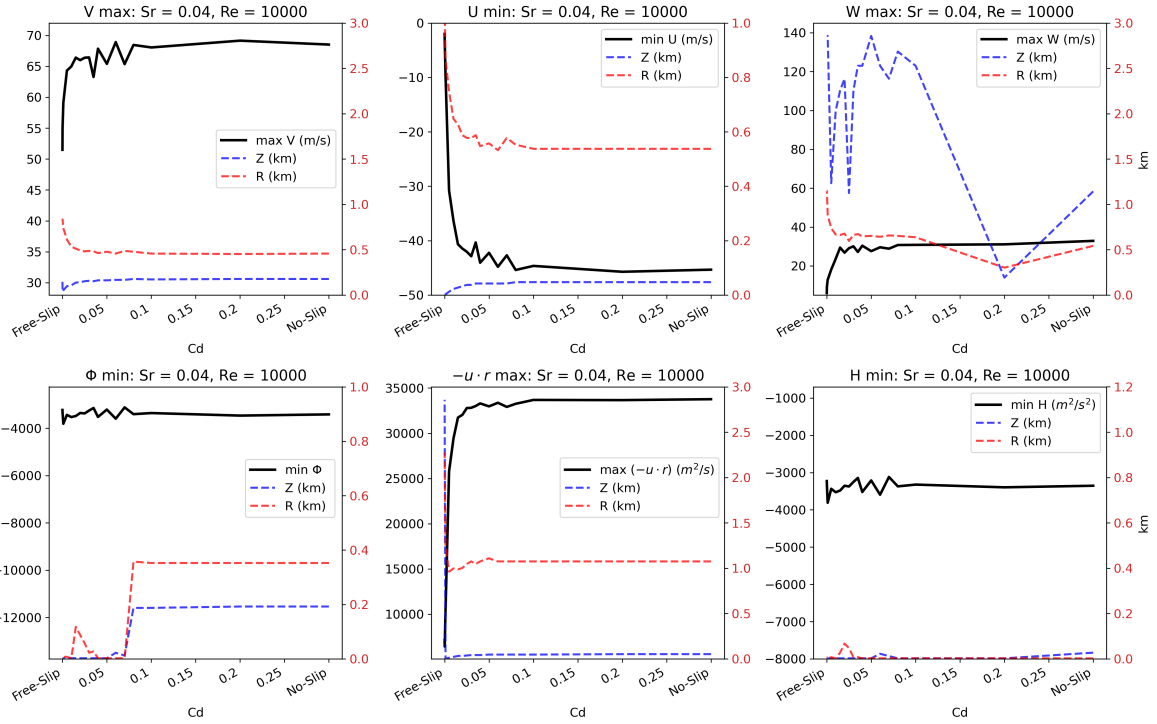 V max: Sr = 0.04, Re = 10000
70
65
60
55
50
45
40
35
30
3.0
2.5
2.0
1.5
1.0
0.5
0.0
max V (m/s)
Z (km)
R (km)
Free-Slip
0.05
0.1
0.15
0.2
0.25
No-Slip
Cd
U min: Sr = 0.04, Re = 10000
0
−10
−20
−30
−40
−50
1.0
0.8
0.6
0.4
0.2
0.0
min U (m/s)
Z (km)
R (km)
Free-Slip
0.05
0.1
0.15
0.2
0.25
No-Slip
Cd
W max: Sr = 0.04, Re = 10000
140
120
100
80
60
40
20
3.0
2.5
2.0
1.5
1.0
0.5
0.0
km
max W (m/s)
Z (km)
R (km)
Free-Slip
0.05
0.1
0.15
0.2
0.25
No-Slip
Cd
Φ min: Sr = 0.04, Re = 10000
−4000
−6000
−8000
−10000
−12000
1.0
0.8
0.6
0.4
0.2
0.0
min Φ
Z (km)
R (km)
Free-Slip
0.05
0.1
0.15
0.2
0.25
No-Slip
Cd
−u · r max: Sr = 0.04, Re = 10000
35000
30000
25000
20000
15000
10000
3.0
2.5
2.0
1.5
1.0
0.5
0.0
max (−u · r) (m²/s)
Z (km)
R (km)
Free-Slip
0.05
0.1
0.15
0.2
0.25
No-Slip
Cd
H min: Sr = 0.04, Re = 10000
−1000
−2000
−3000
−4000
−5000
−6000
−7000
−8000
1.2
1.0
0.8
0.6
0.4
0.2
0.0
km
min H (m²/s²)
Z (km)
R (km)
Free-Slip
0.05
0.1
0.15
0.2
0.25
No-Slip
Cd